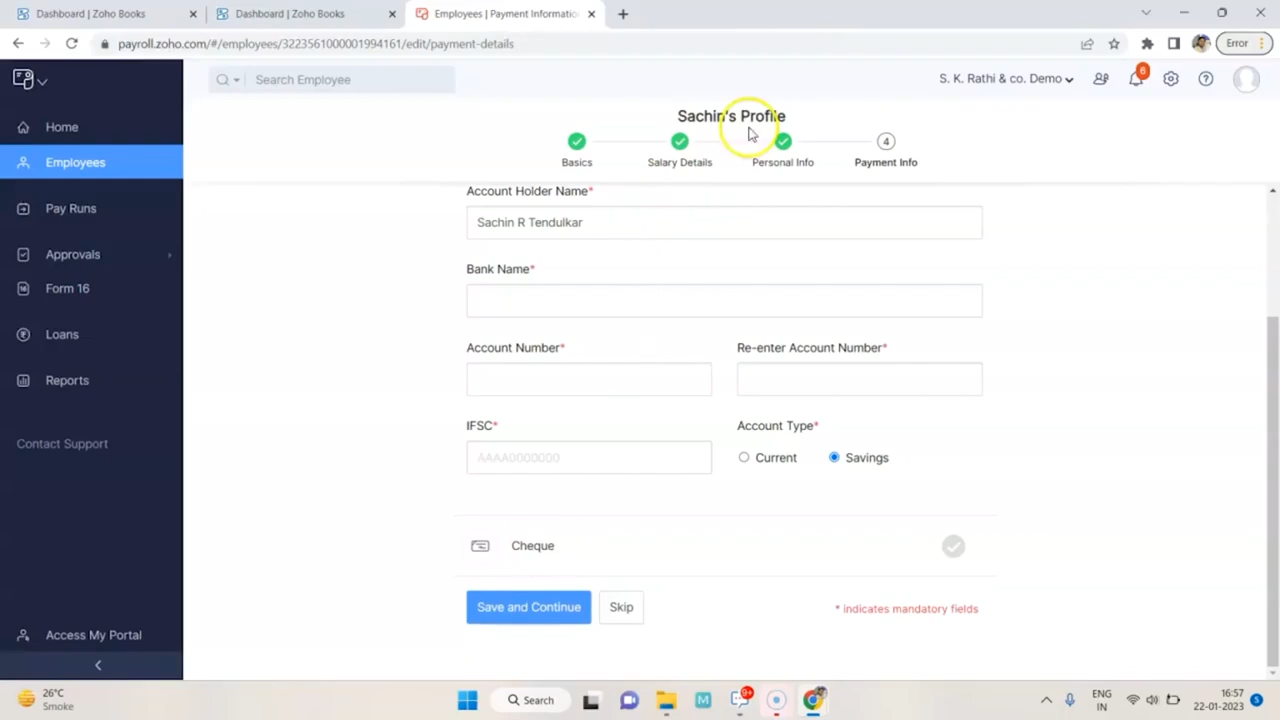 Dashboard | Zoho Books
Dashboard | Zoho Books
Employees | Payment Informatio
payroll.zoho.com/#/employees/3223561000001994161/edit/payment-details
Error
Search Employee
S. K. Rathi & co. Demo
6
Home
Employees
Pay Runs
Approvals
Form 16
Loans
Reports
Contact Support
Access My Portal
Sachin's Profile
4
Basics
Salary Details
Personal Info
Payment Info
Account Holder Name*
Sachin R Tendulkar
Bank Name*
Account Number*
Re-enter Account Number*
IFSC*
Account Type*
AAAA0000000
Current
Savings
Cheque
Save and Continue
Skip
* indicates mandatory fields
26°C
Smoke
Search
M
9+
ENG
IN
16:57
22-01-2023
5